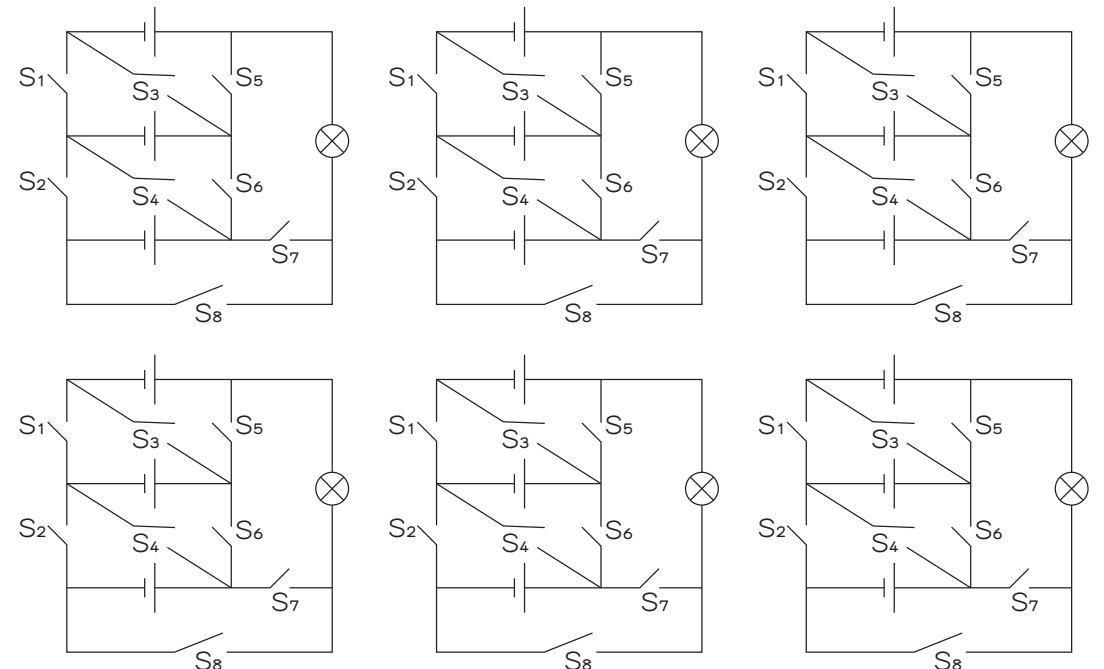 S₁ S₃ S₅ S₁ S₃ S₅ S₁ S₃ S₅
S₂ S₄ S₆ S₂ S₄ S₆ S₂ S₄ S₆
S₇ S₇ S₇
S₈ S₈ S₈
S₁ S₃ S₅ S₁ S₃ S₅ S₁ S₃ S₅
S₂ S₄ S₆ S₂ S₄ S₆ S₂ S₄ S₆
S₇ S₇ S₇
S₈ S₈ S₈